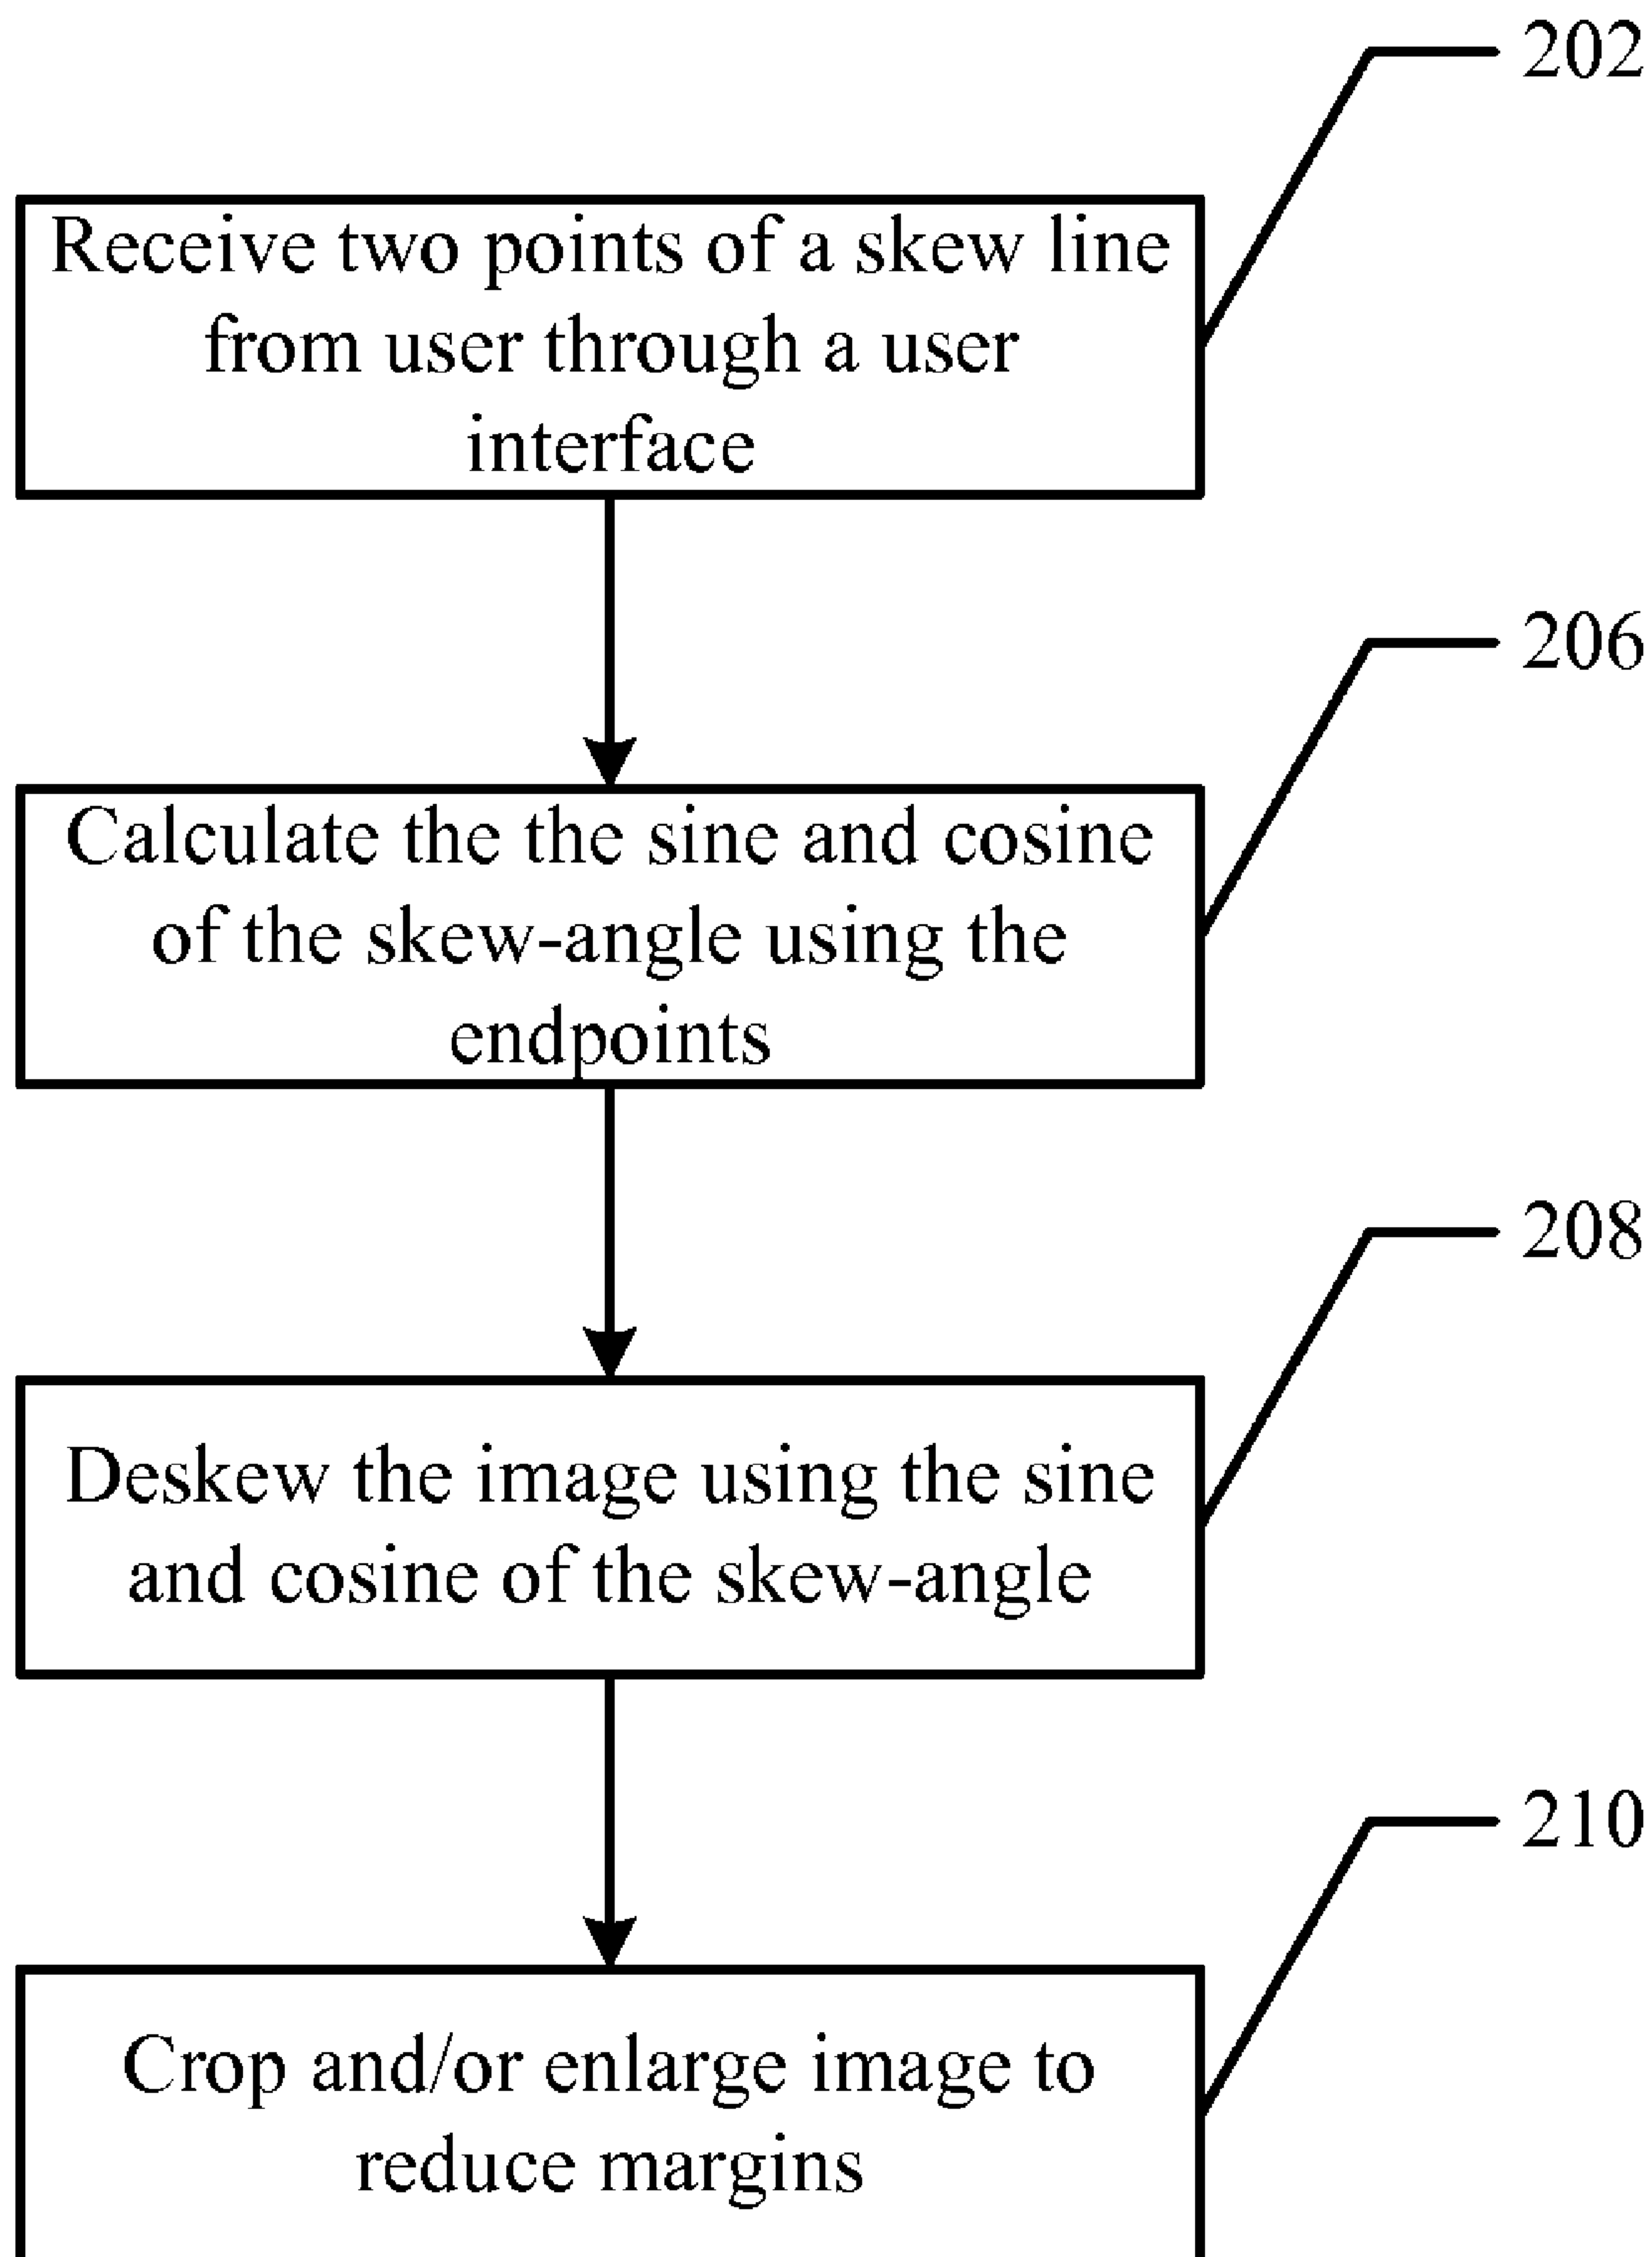 202
Receive two points of a skew line
from user through a user
interface
206
Calculate the the sine and cosine
of the skew-angle using the
endpoints
208
Deskew the image using the sine
and cosine of the skew-angle
210
Crop and/or enlarge image to
reduce margins